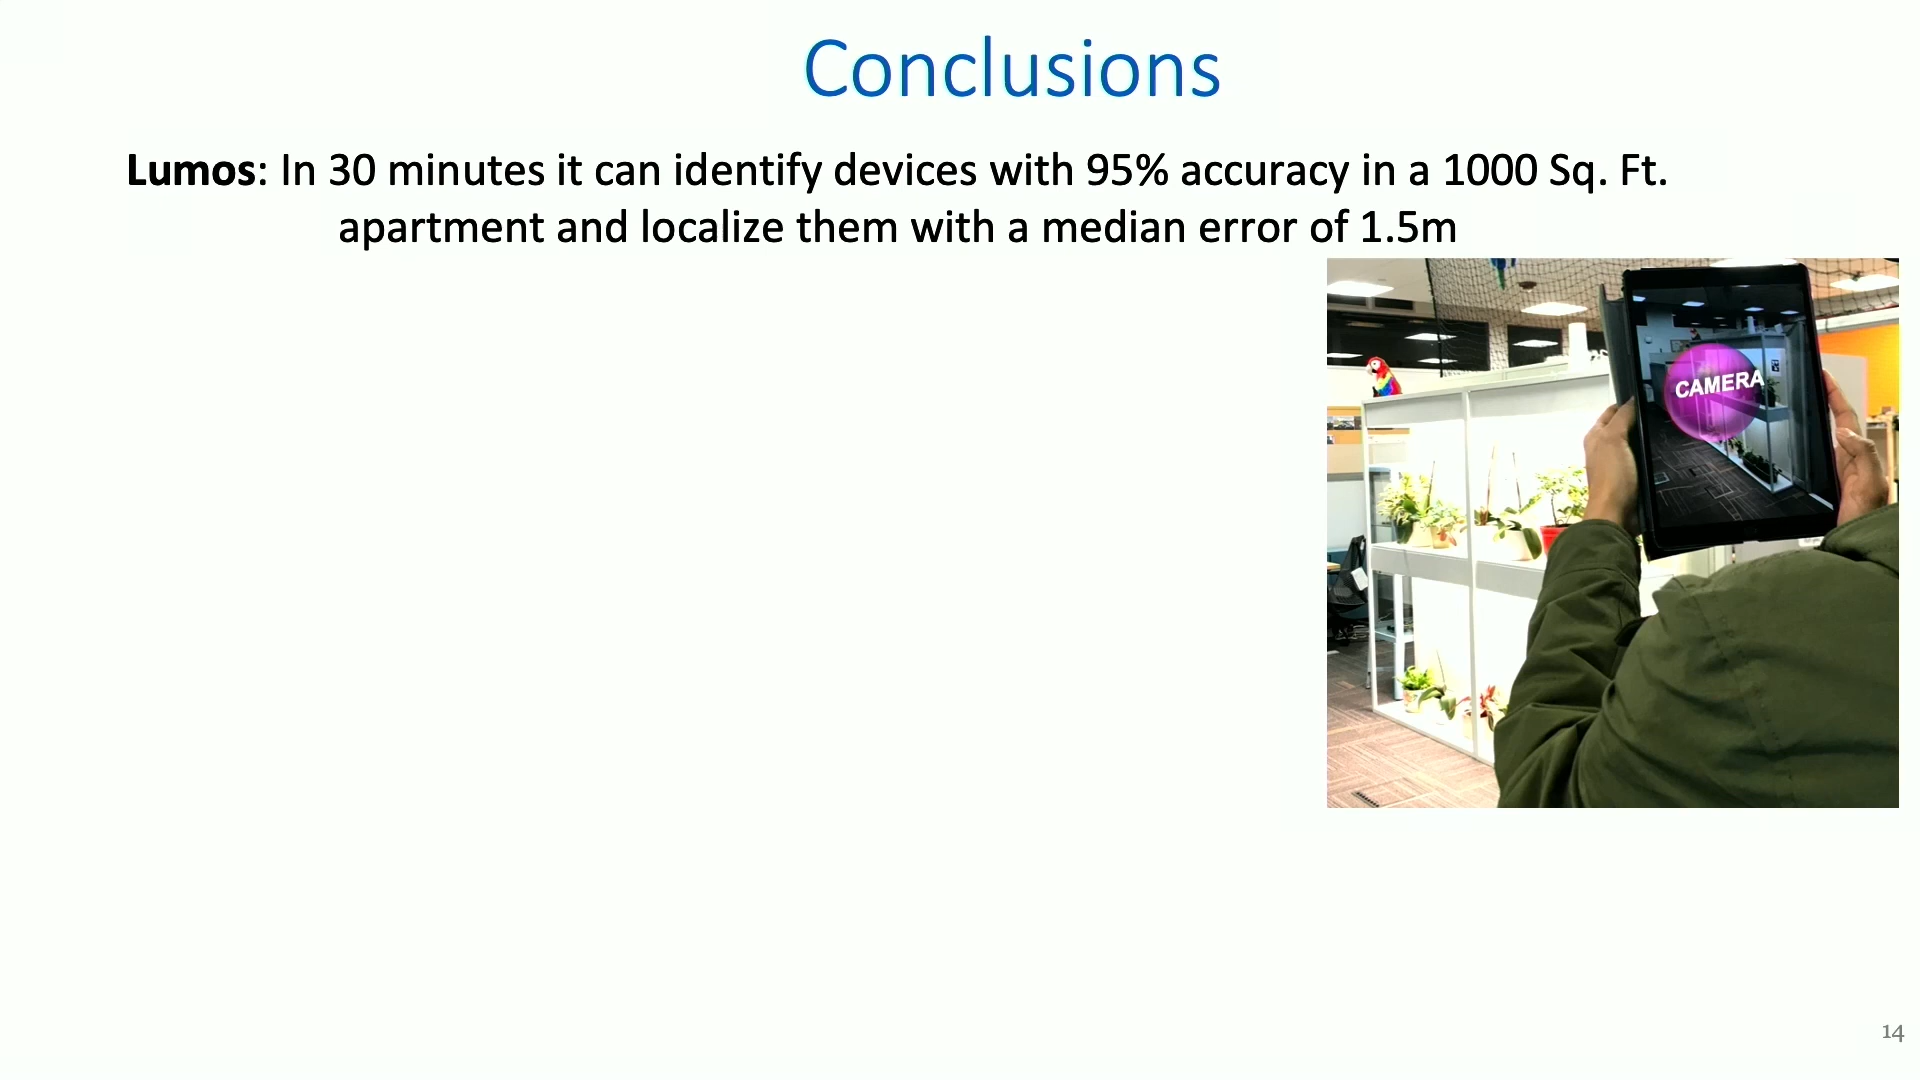 Conclusions
Lumos: In 30 minutes it can identify devices with 95% accuracy in a 1000 Sq. Ft.
apartment and localize them with a median error of 1.5m
CAMERA
14